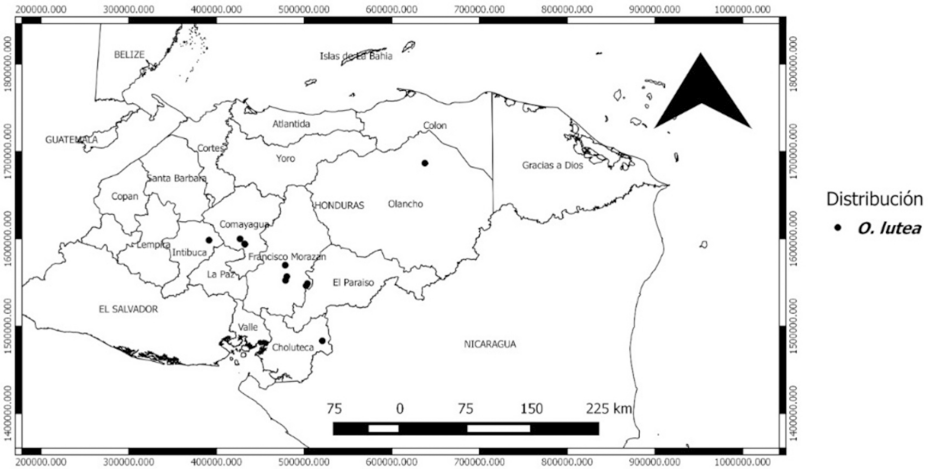 200000.000 300000.000 400000.000 500000.000 600000.000 700000.000 800000.000 900000.000 1000000.000
1800000.000
1700000.000
1600000.000
1500000.000
1400000.000
BELIZE
Islas de La Bahia
GUATEMALA
Atlantida
Colon
Cortes
Yoro
Gracias a Dios
Santa Barbara
Copan
HONDURAS
Olancho
Comayagua
Lempira
Intibuca
Francisco Morazan
La Paz
El Paraiso
EL SALVADOR
Valle
Choluteca
NICARAGUA
75 0 75 150 225 km
1800000.000
1700000.000
1600000.000
1500000.000
1400000.000
200000.000 300000.000 400000.000 500000.000 600000.000 700000.000 800000.000 900000.000 1000000.000
Distribución
O. lutea